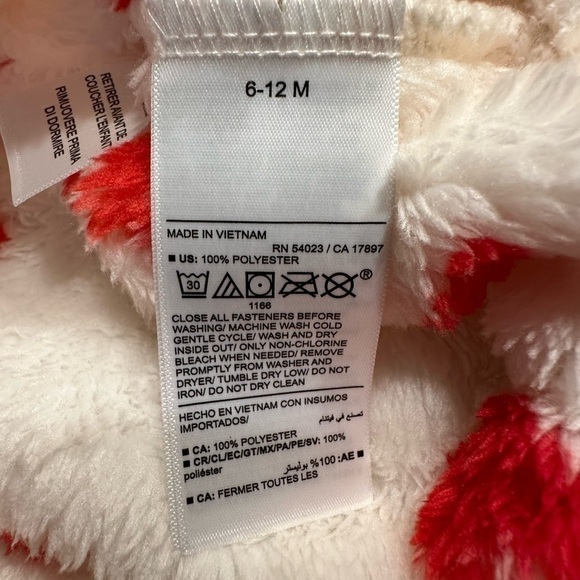 RETIRER AVANT DE
COUCHER L'ENFANT
RIMUOVERE PRIMA
DI DORMIRE
6-12 M
MADE IN VIETNAM
RN 54023 / CA 17897
■ US: 100% POLYESTER
30
®
1166
CLOSE ALL FASTENERS BEFORE
WASHING/ MACHINE WASH COLD
GENTLE CYCLE/ WASH AND DRY
INSIDE OUT/ ONLY NON-CHLORINE
BLEACH WHEN NEEDED/ REMOVE
PROMPTLY FROM WASHER AND
DRYER/ TUMBLE DRY LOW/ DO NOT
IRON/ DO NOT DRY CLEAN
HECHO EN VIETNAM CON INSUMOS
IMPORTADOS/ تصنع في فيتنام
■ CA: 100% POLYESTER
■ CR/CL/EC/GT/MX/PA/PE/SV: 100%
poliéster ■ AE: 100% بوليستر
■ CA: FERMER TOUTES LES